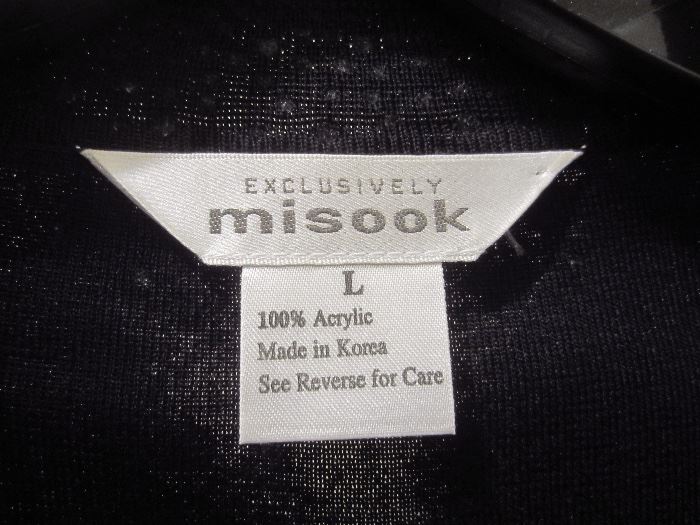 EXCLUSIVELY
misook
L
100% Acrylic
Made in Korea
See Reverse for Care